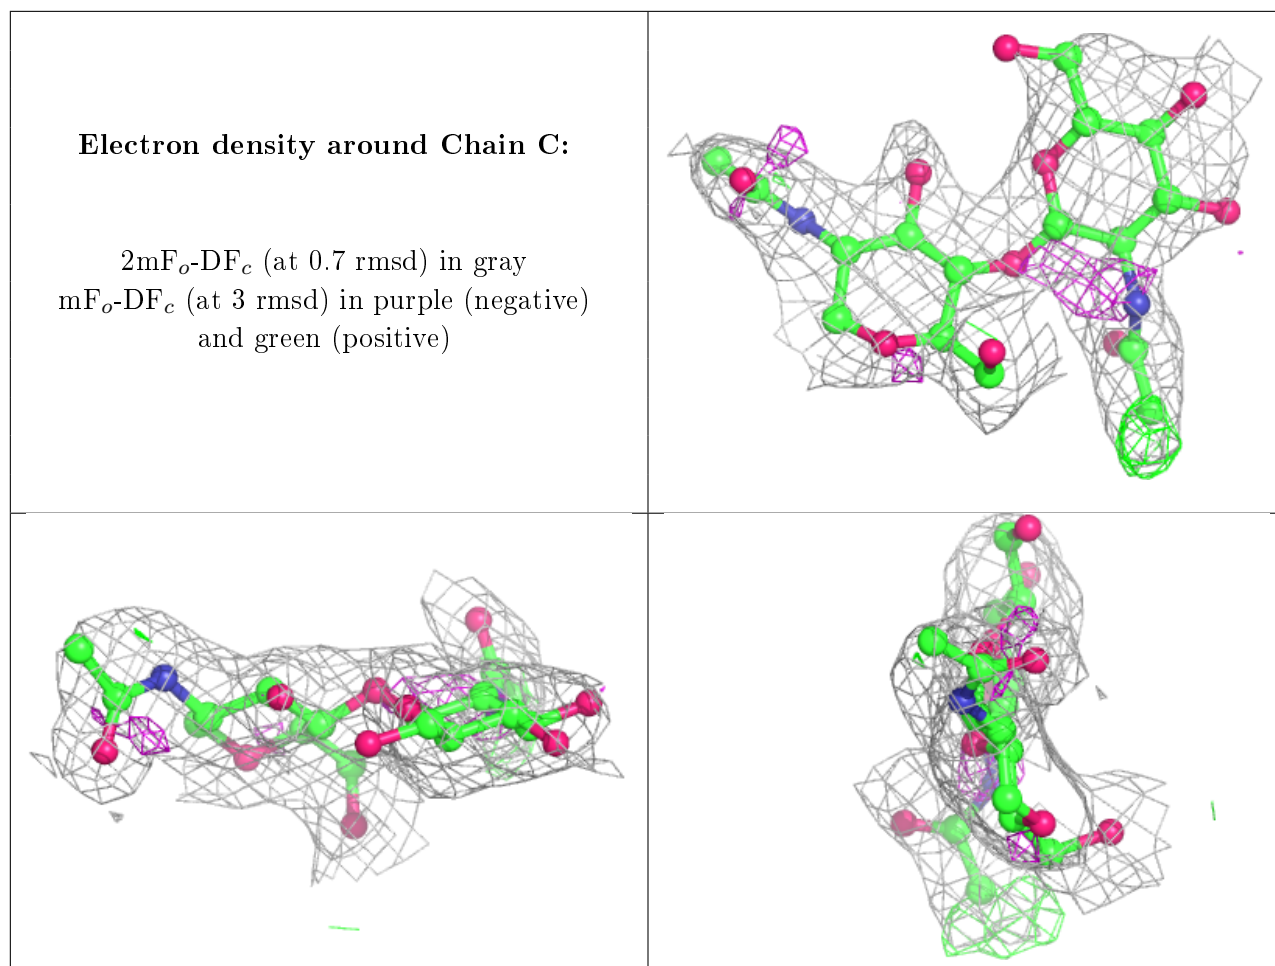 Electron density around Chain C:
2mFₒ-DF𝒸 (at 0.7 rmsd) in gray
mFₒ-DF𝒸 (at 3 rmsd) in purple (negative)
and green (positive)